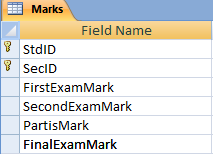 Marks
Field Name
StdID
SecID
FirstExamMark
SecondExamMark
PartisMark
FinalExamMark